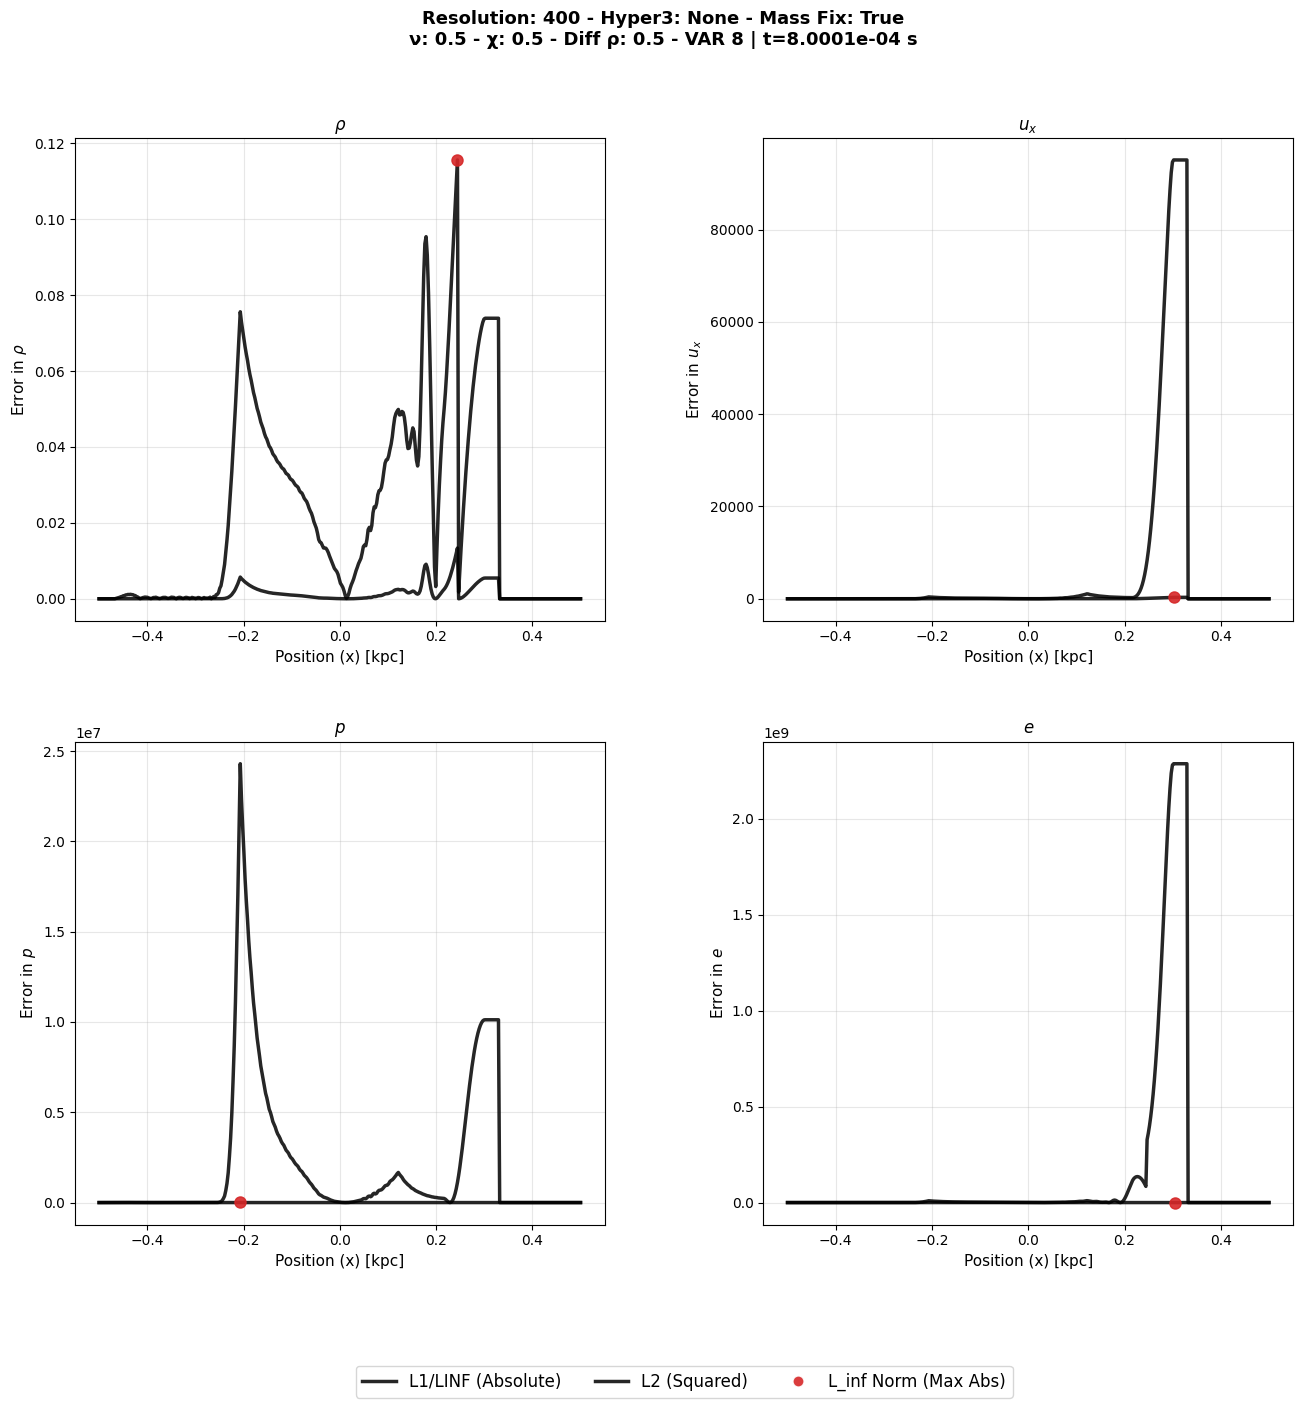 Resolution: 400 - Hyper3: None - Mass Fix: True
ν: 0.5 - χ: 0.5 - Diff ρ: 0.5 - VAR 8 | t=8.0001e-04 s
ρ
0.12
0.10
0.08
0.06
0.04
0.02
0.00
Error in ρ
−0.4 −0.2 0.0 0.2 0.4
Position (x) [kpc]
u_x
80000
60000
40000
20000
0
Error in u_x
−0.4 −0.2 0.0 0.2 0.4
Position (x) [kpc]
p
1e7
2.5
2.0
1.5
1.0
0.5
0.0
Error in p
−0.4 −0.2 0.0 0.2 0.4
Position (x) [kpc]
e
1e9
2.0
1.5
1.0
0.5
0.0
Error in e
−0.4 −0.2 0.0 0.2 0.4
Position (x) [kpc]
L1/LINF (Absolute) L2 (Squared) L_inf Norm (Max Abs)